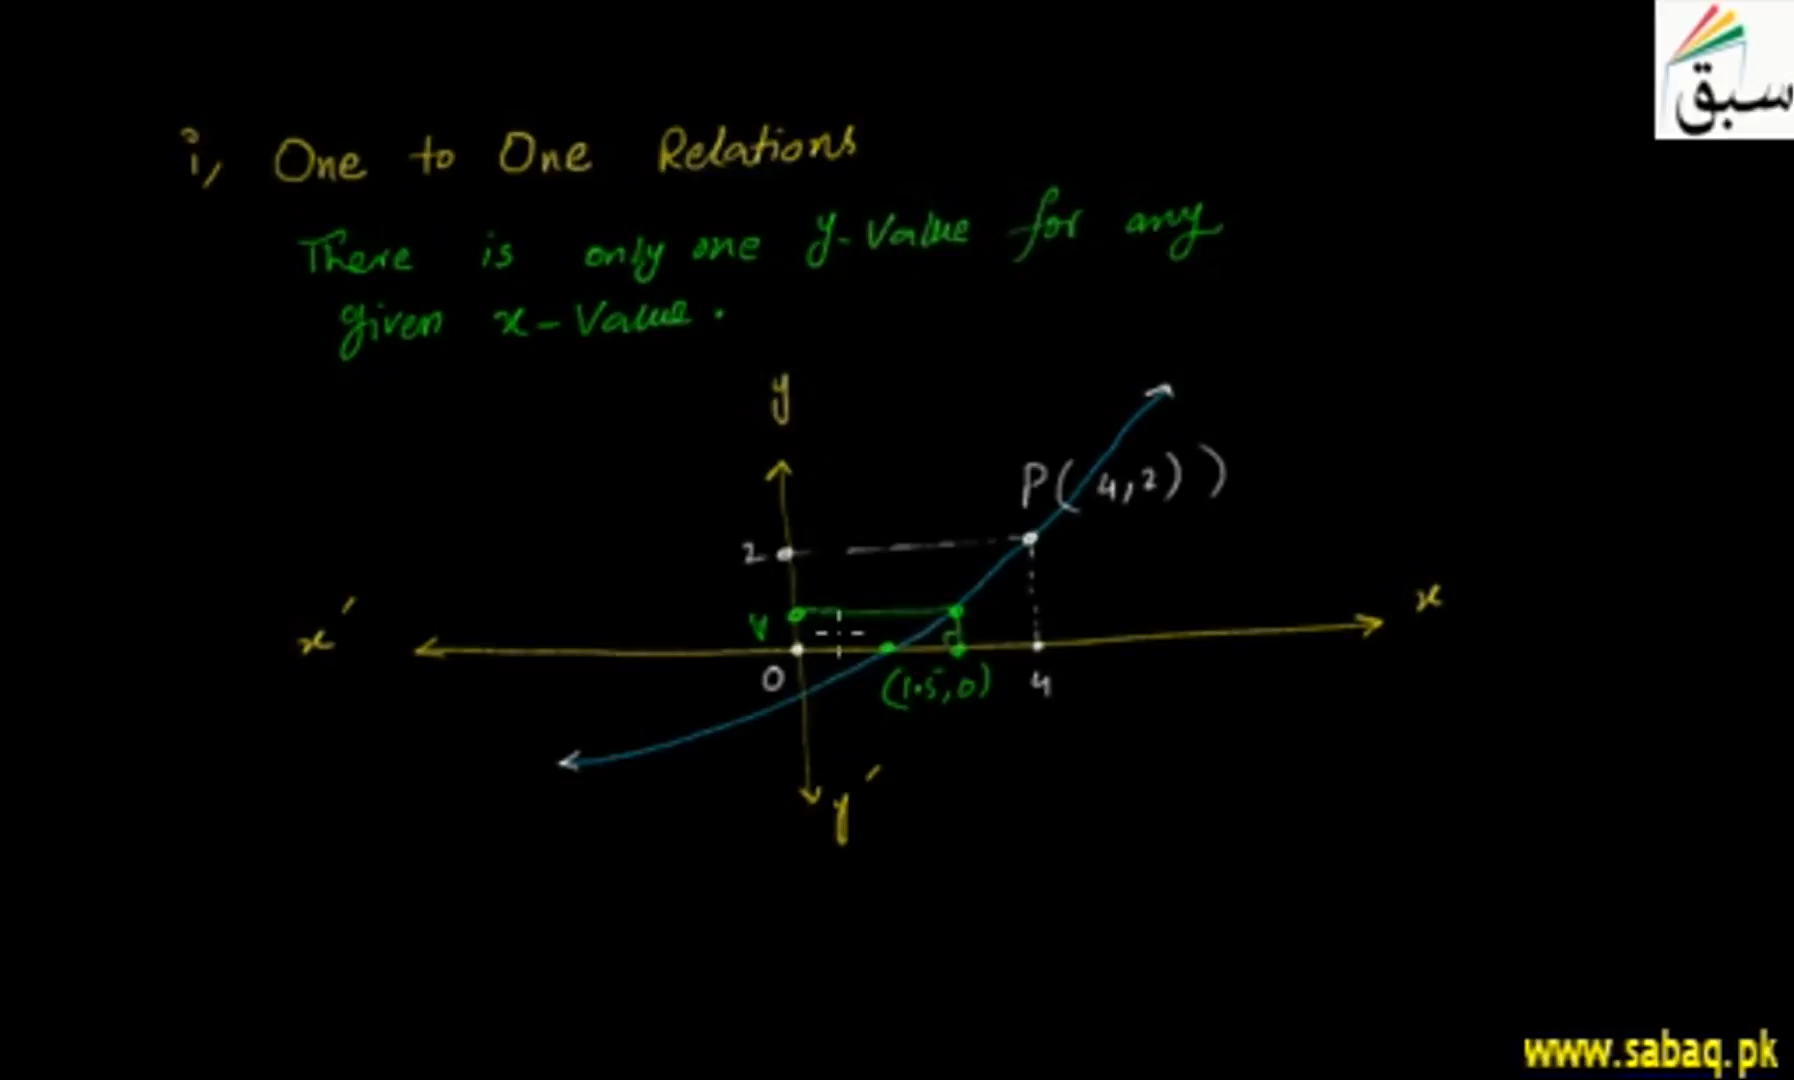 سبق
i, One to One Relations
There is only one y-Value for any
given x-Value.
y
P(4,2))
2
x
x′
0
(1.5,0)
4
y′
www.sabaq.pk